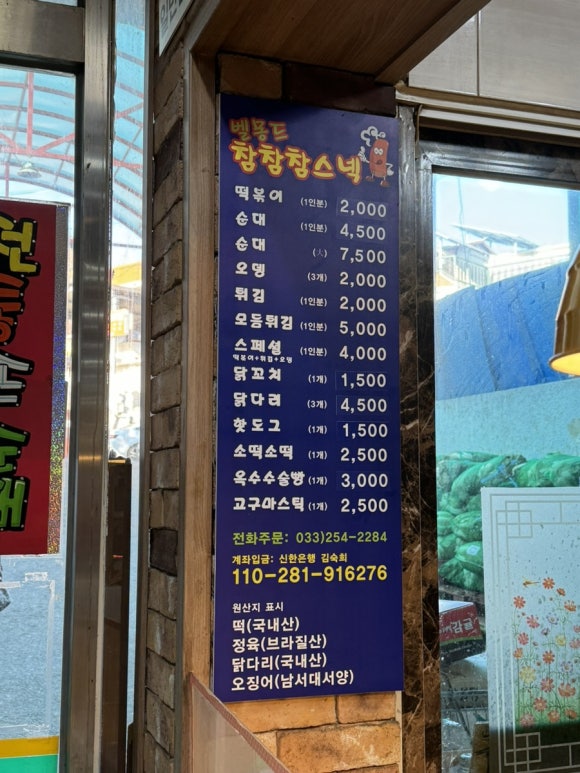 벨몽드
참참참스넥
떡볶이 (1인분) 2,000
순대 (1인분) 4,500
순대 (大) 7,500
오뎅 (3개) 2,000
튀김 (1인분) 2,000
모듬튀김 (1인분) 5,000
스페셜 (1인분) 4,000
떡볶이+튀김+오뎅
닭꼬치 (1개) 1,500
닭다리 (3개) 4,500
핫도그 (1개) 1,500
소떡소떡 (1개) 2,500
옥수수술빵 (1개) 3,000
고구마스틱 (1개) 2,500
전화주문: 033)254-2284
계좌입금: 신한은행 김숙희
110-281-916276
원산지 표시
떡(국내산)
정육(브라질산)
닭다리(국내산)
오징어(남서대서양)